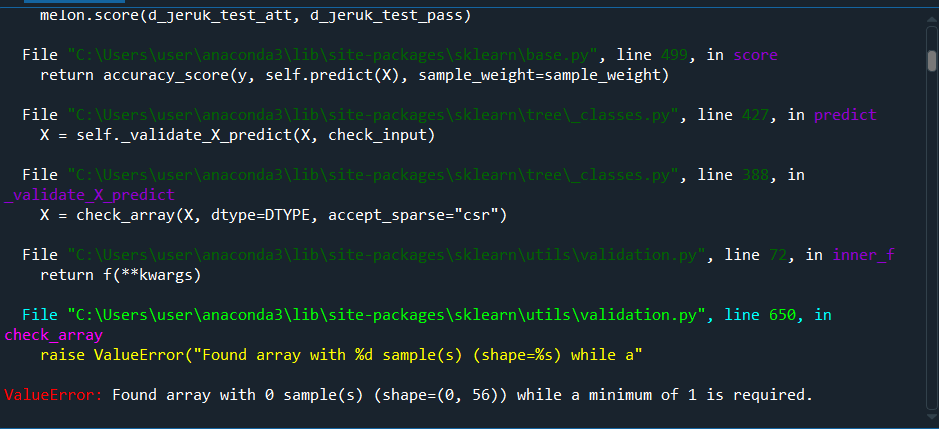 melon.score(d_jeruk_test_att, d_jeruk_test_pass)
File "C:\Users\user\anaconda3\lib\site-packages\sklearn\base.py", line 499, in score
return accuracy_score(y, self.predict(X), sample_weight=sample_weight)
File "C:\Users\user\anaconda3\lib\site-packages\sklearn\tree\_classes.py", line 427, in predict
X = self._validate_X_predict(X, check_input)
File "C:\Users\user\anaconda3\lib\site-packages\sklearn\tree\_classes.py", line 388, in
_validate_X_predict
X = check_array(X, dtype=DTYPE, accept_sparse="csr")
File "C:\Users\user\anaconda3\lib\site-packages\sklearn\utils\validation.py", line 72, in inner_f
return f(**kwargs)
File "C:\Users\user\anaconda3\lib\site-packages\sklearn\utils\validation.py", line 650, in
check_array
raise ValueError("Found array with %d sample(s) (shape=%s) while a"
ValueError: Found array with 0 sample(s) (shape=(0, 56)) while a minimum of 1 is required.